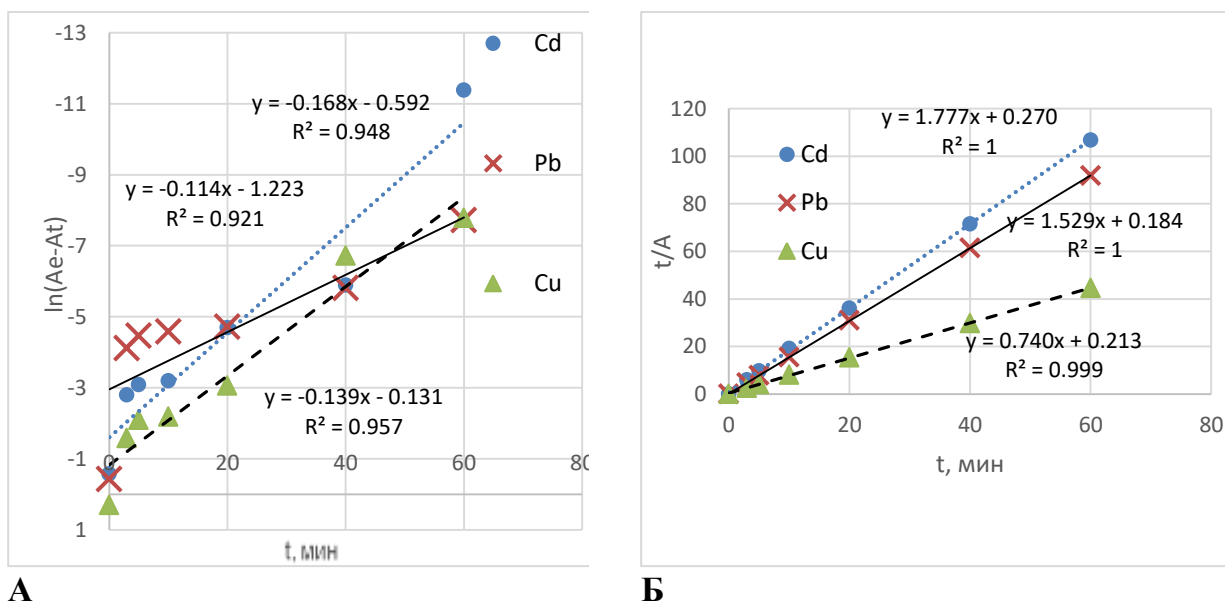 -13
-11
-9
-7
-5
-3
-1
1
ln(Ae-At)
0
20
40
60
t, мин
y = -0.168x - 0.592
R² = 0.948
y = -0.114x - 1.223
R² = 0.921
y = -0.139x - 0.131
R² = 0.957
Cd
Pb
Cu
А
120
100
80
60
40
20
0
t/A
0
20
40
60
80
t, мин
y = 1.777x + 0.270
R² = 1
y = 1.529x + 0.184
R² = 1
y = 0.740x + 0.213
R² = 0.999
Cd
Pb
Cu
Б